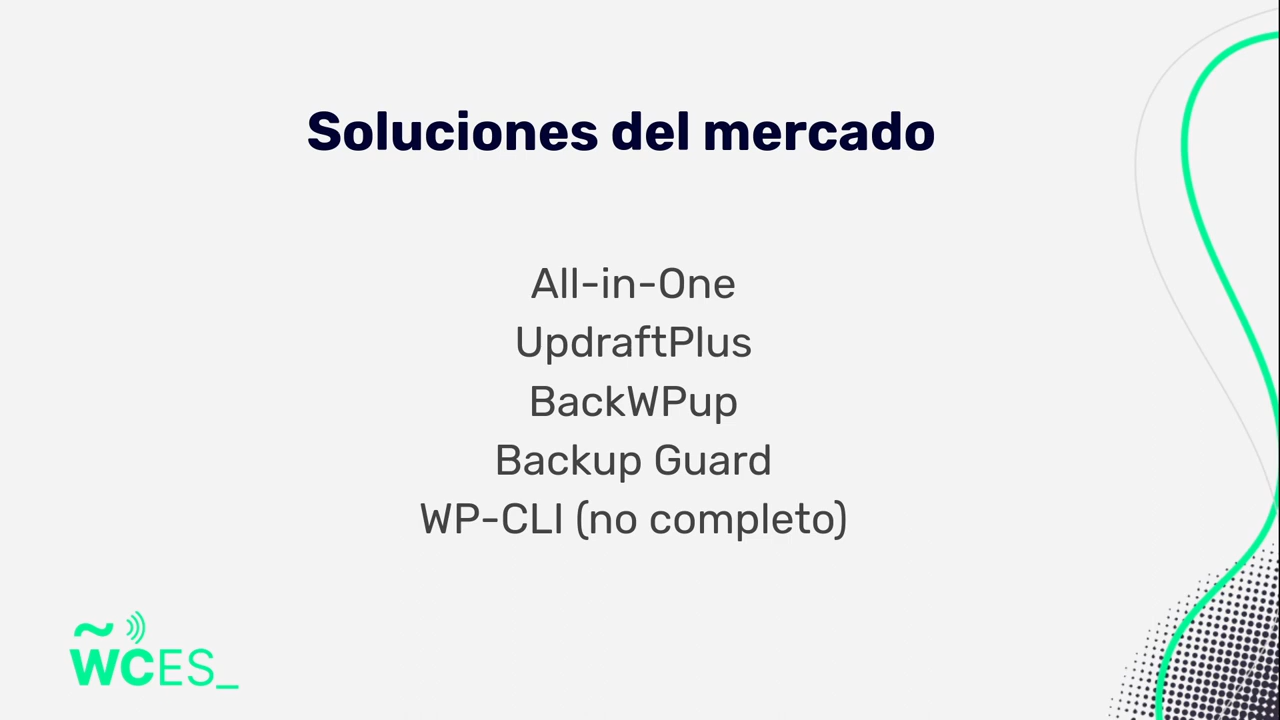 Soluciones del mercado
All-in-One
UpdraftPlus
BackWPup
Backup Guard
WP-CLI (no completo)
~
WCES_